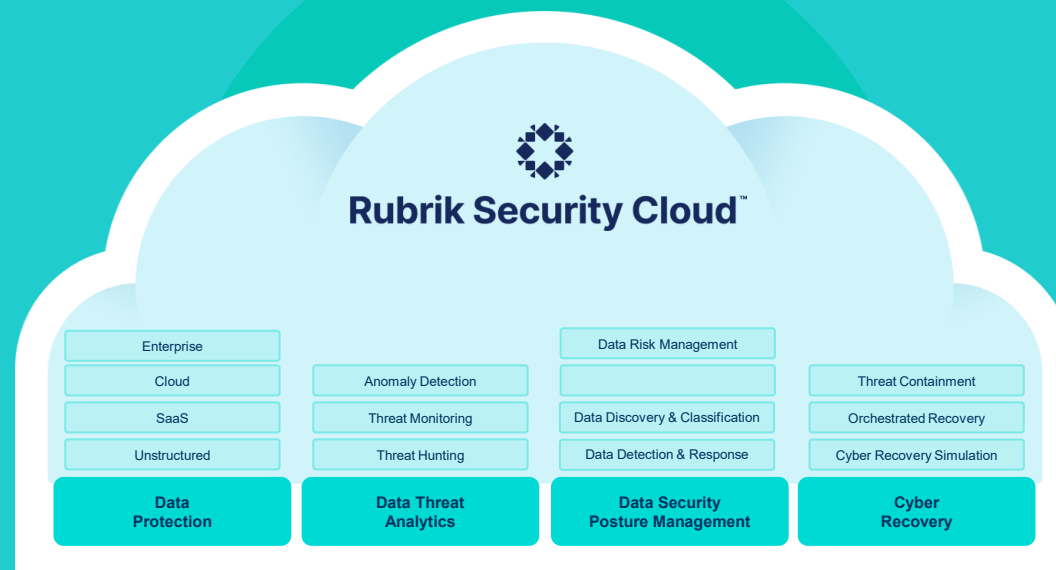 Rubrik Security Cloud™
Enterprise
Cloud
SaaS
Unstructured
Data
Protection
Anomaly Detection
Threat Monitoring
Threat Hunting
Data Threat
Analytics
Data Risk Management
Data Discovery & Classification
Data Detection & Response
Data Security
Posture Management
Threat Containment
Orchestrated Recovery
Cyber Recovery Simulation
Cyber
Recovery